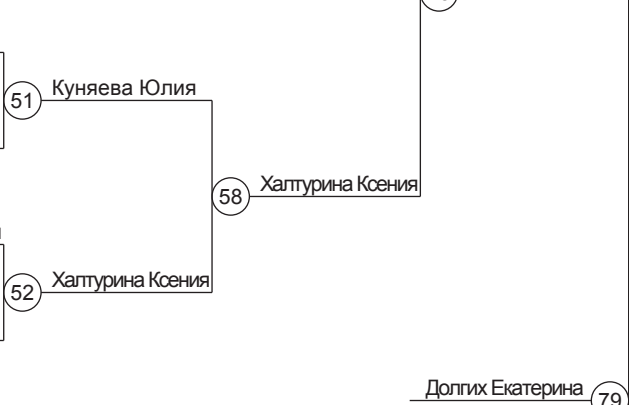 51 Куняева Юлия
58 Халтурина Ксения
52 Халтурина Ксения
Долгих Екатерина 79